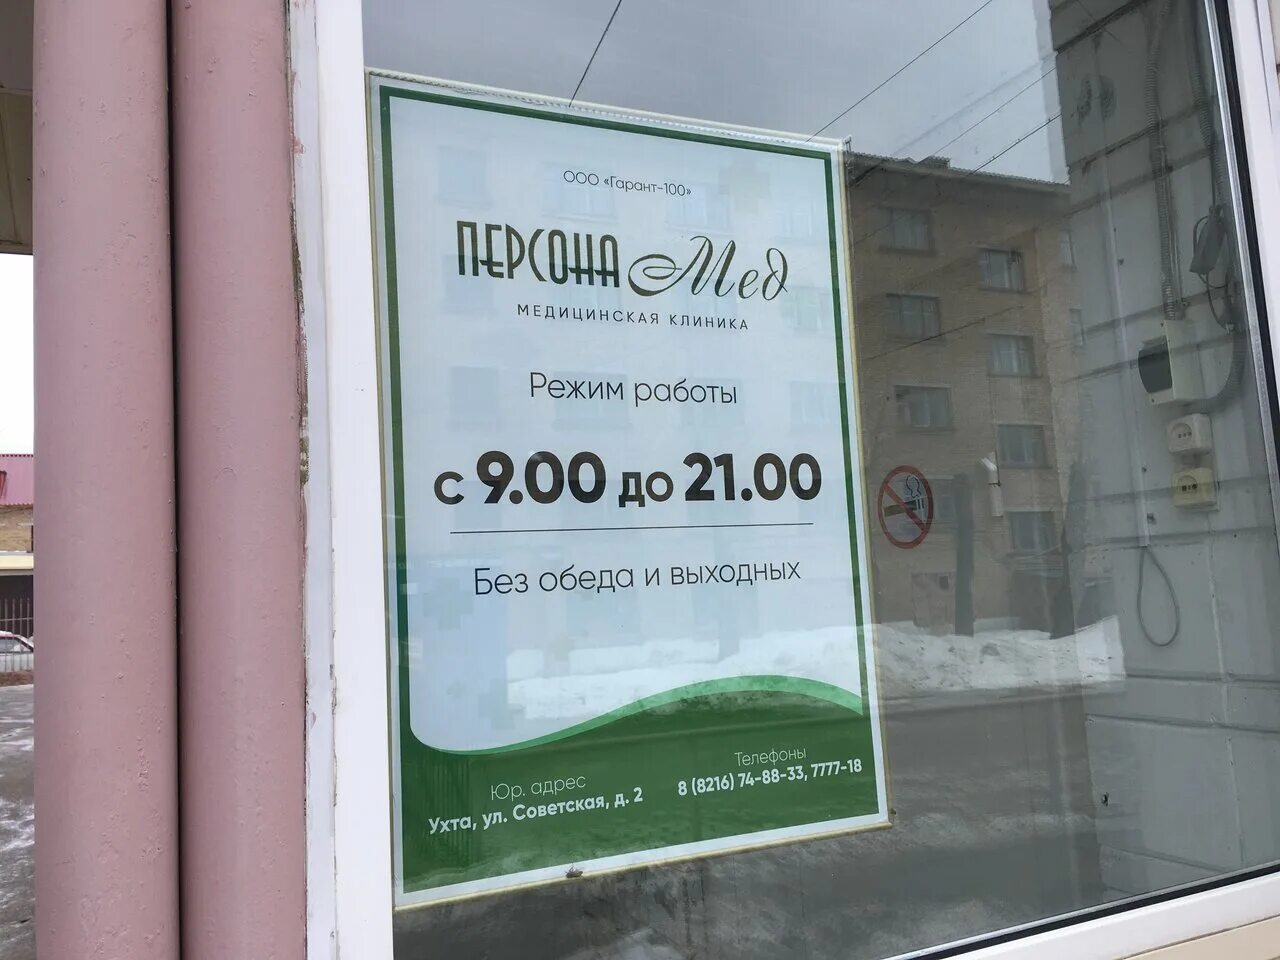 ООО «Гарант-100»
ПЕРСОНА Мед
МЕДИЦИНСКАЯ КЛИНИКА
Режим работы
с 9.00 до 21.00
Без обеда и выходных
Юр. адрес
Ухта, ул. Советская, д. 2
Телефоны
8 (8216) 74-88-33, 7777-18